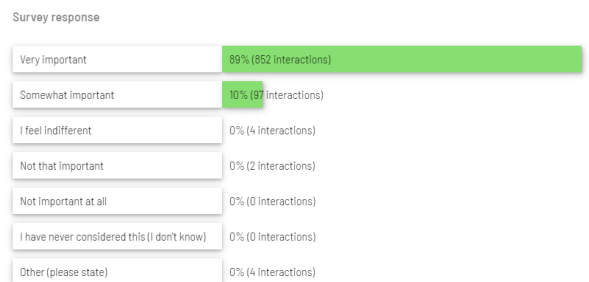 Survey response
Very important 89% (852 interactions)
Somewhat important 10% (97 interactions)
I feel indifferent 0% (4 interactions)
Not that important 0% (2 interactions)
Not important at all 0% (0 interactions)
I have never considered this (I don't know) 0% (0 interactions)
Other (please state) 0% (4 interactions)